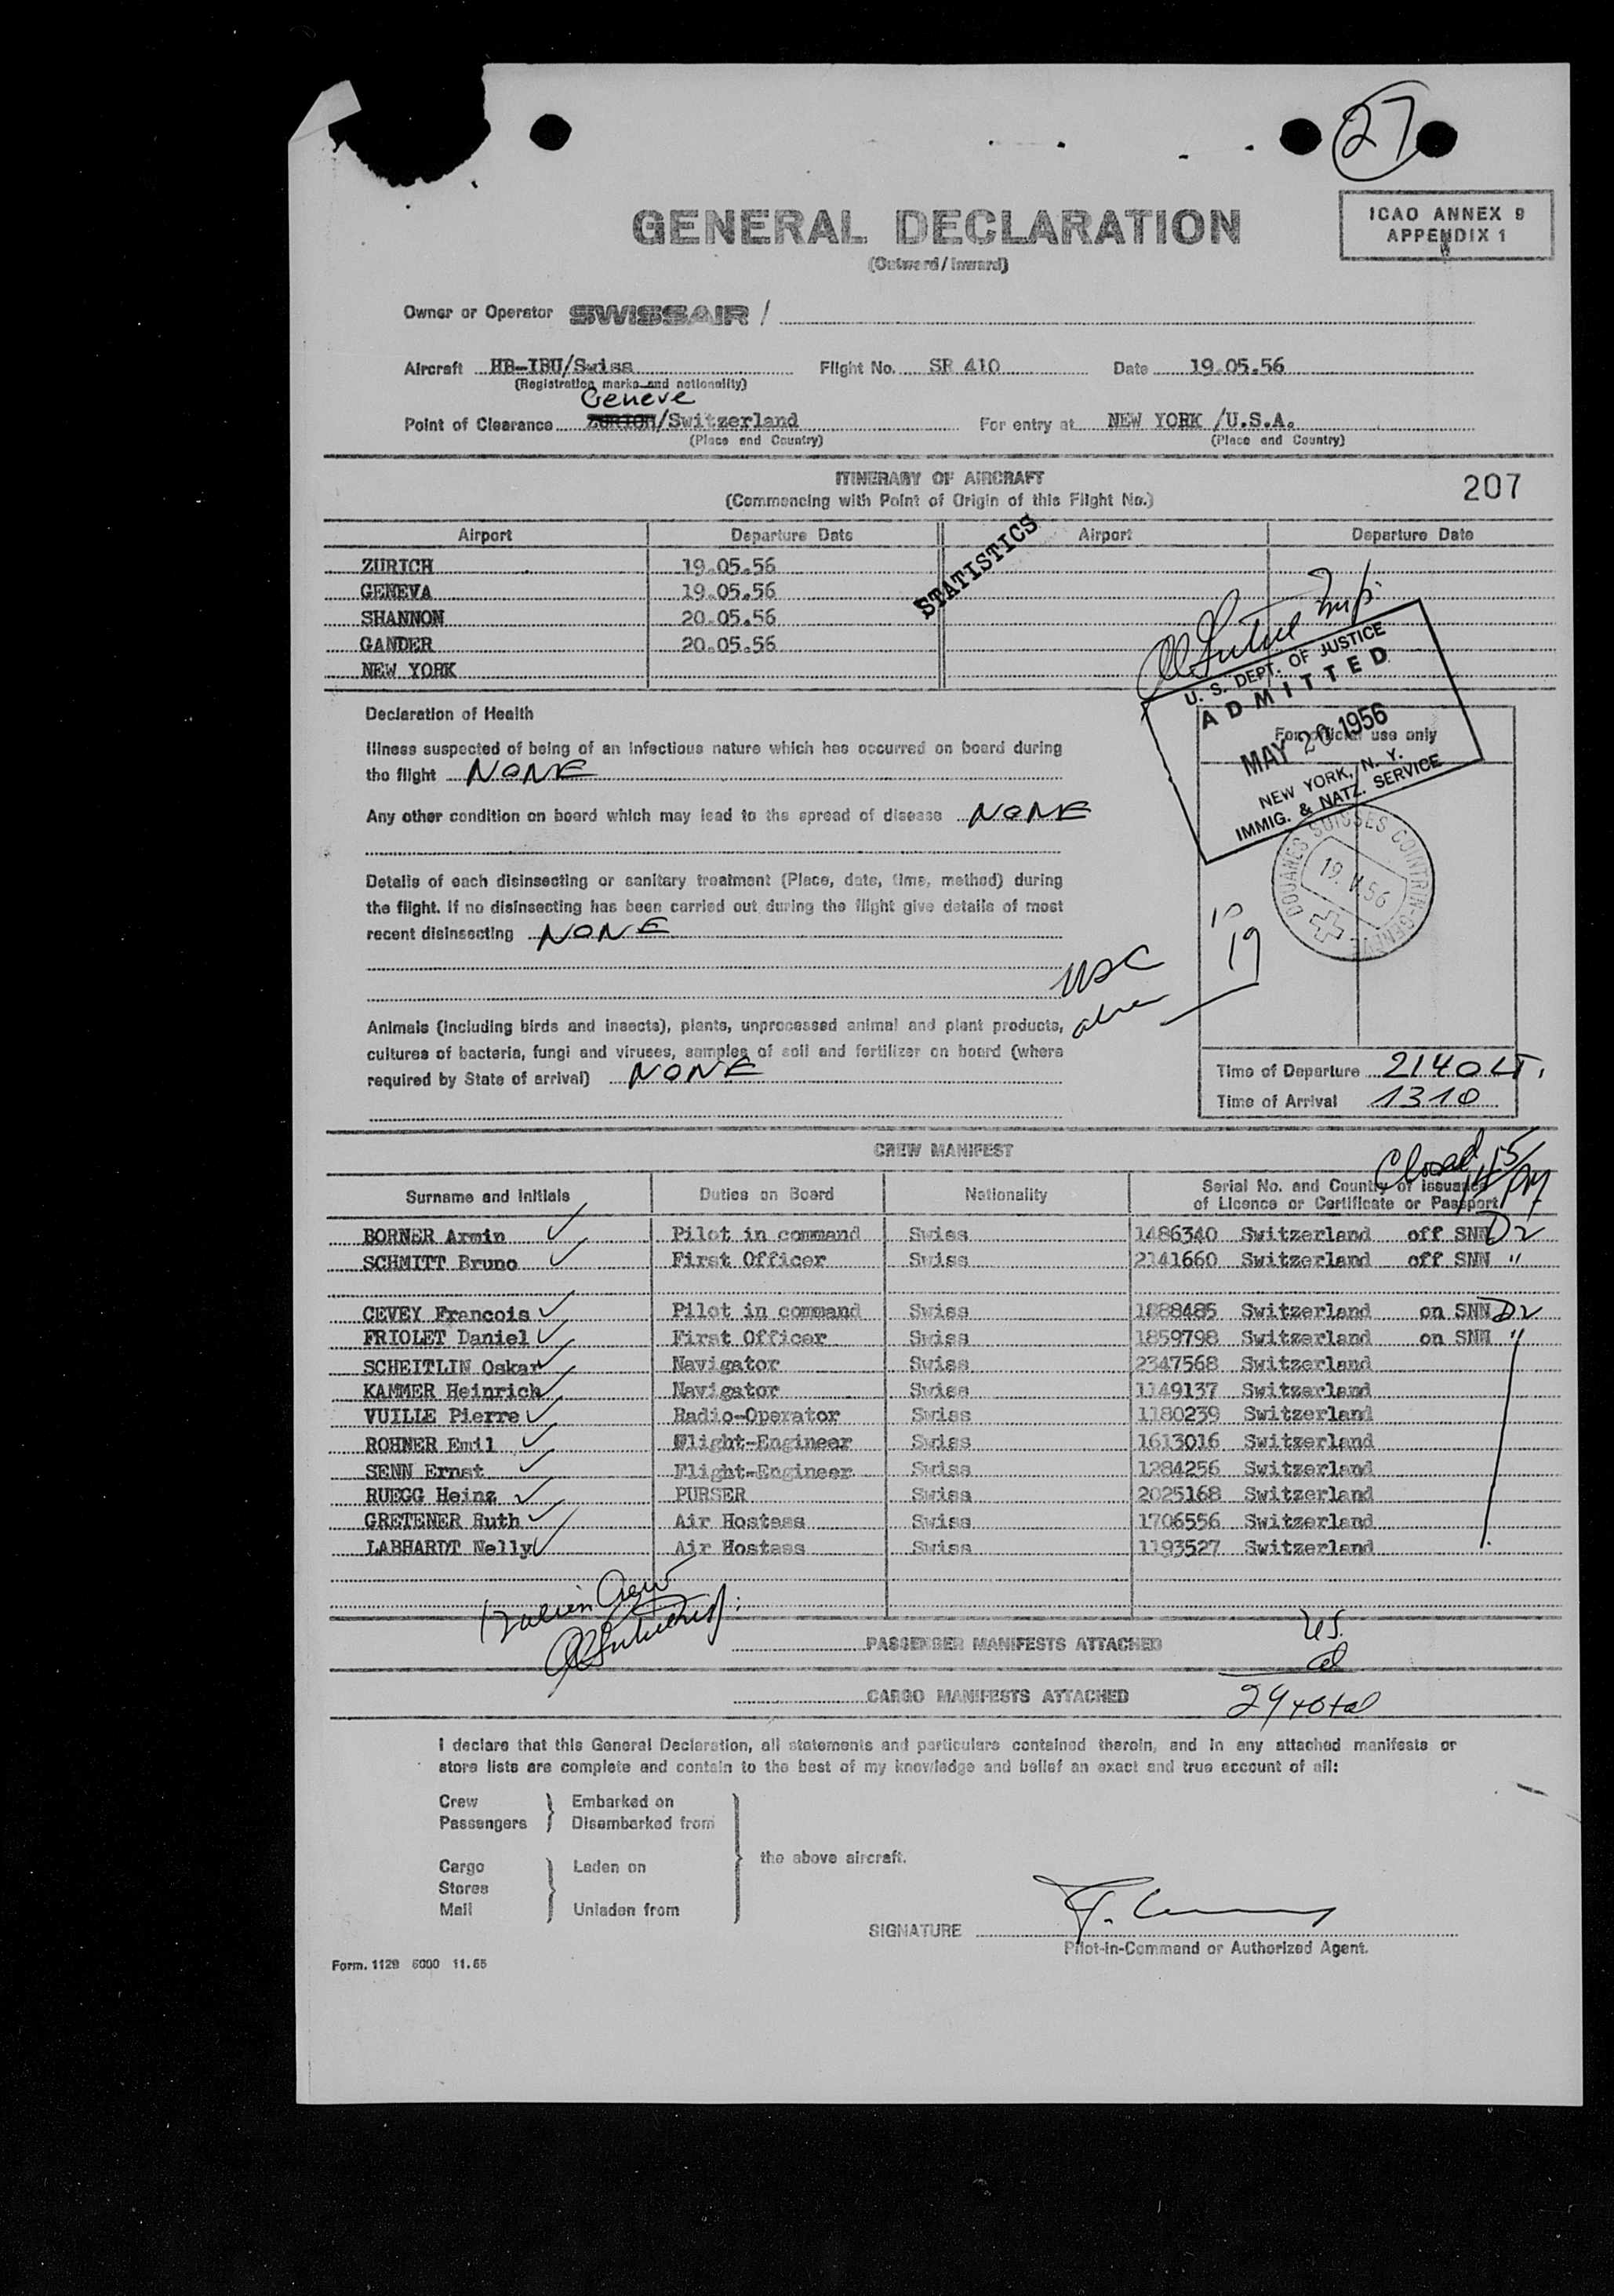 27
GENERAL DECLARATION
(Outward/Inward)
ICAO ANNEX 9
APPENDIX 1
Owner or Operator SWISSAIR /
Aircraft HB-IBU/Swiss Flight No. SR 410 Date 19.05.56
(Registration marks and nationality)
Geneve
Point of Clearance ZURICH/Switzerland For entry at NEW YORK /U.S.A.
(Place and Country) (Place and Country)
ITINERARY OF AIRCRAFT
(Commencing with Point of Origin of this Flight No.)
207
Airport Departure Date Airport Departure Date
ZURICH 19.05.56
GENEVA 19.05.56
SHANNON 20.05.56
GANDER 20.05.56
NEW YORK
STATISTICS
U. S. DEPT. OF JUSTICE
ADMITTED
MAY 20 1956
NEW YORK, N. Y.
IMMIG. & NATZ. SERVICE
For official use only
DOUANES SUISSES COINTRIN-GENÈVE
19. V. 56
Declaration of Health
Illness suspected of being of an infectious nature which has occurred on board during
the flight NONE
Any other condition on board which may lead to the spread of disease NONE
Details of each disinsecting or sanitary treatment (Place, date, time, method) during
the flight. If no disinsecting has been carried out during the flight give details of most
recent disinsecting NONE
10
USC 19
Animals (including birds and insects), plants, unprocessed animal and plant products,
cultures of bacteria, fungi and viruses, samples of soil and fertilizer on board (where
required by State of arrival) NONE
Time of Departure 2140 LT.
Time of Arrival 1310
CREW MANIFEST
Closed
Surname and Initials Duties on Board Nationality Serial No. and Country of issuance
of Licence or Certificate or Passport
BORNER Armin Pilot in command Swiss 1486340 Switzerland off SNN D2
SCHMITT Bruno First Officer Swiss 2141660 Switzerland off SNN "
CEVEY Francois Pilot in command Swiss 1888485 Switzerland on SNN D2
FRIOLET Daniel First Officer Swiss 1859798 Switzerland on SNN "
SCHEITLIN Oskar Navigator Swiss 2347568 Switzerland
KAMMER Heinrich Navigator Swiss 1149137 Switzerland
VUILLE Pierre Radio-Operator Swiss 1180239 Switzerland
ROHNER Emil Flight-Engineer Swiss 1613016 Switzerland
SENN Ernst Flight-Engineer Swiss 1284256 Switzerland
RUEGG Heinz PURSER Swiss 2025168 Switzerland
GRETENER Ruth Air Hostess Swiss 1706556 Switzerland
LABHARDT Nelly Air Hostess Swiss 1193527 Switzerland
Crew
US.
PASSENGER MANIFESTS ATTACHED
CARGO MANIFESTS ATTACHED
29 total
I declare that this General Declaration, all statements and particulars contained therein, and in any attached manifests or
store lists are complete and contain to the best of my knowledge and belief an exact and true account of all:
Crew Embarked on
Passengers Disembarked from
the above aircraft.
Cargo Laden on
Stores
Mail Unladen from
SIGNATURE
Pilot-in-Command or Authorized Agent.
Form. 1129 6000 11.55